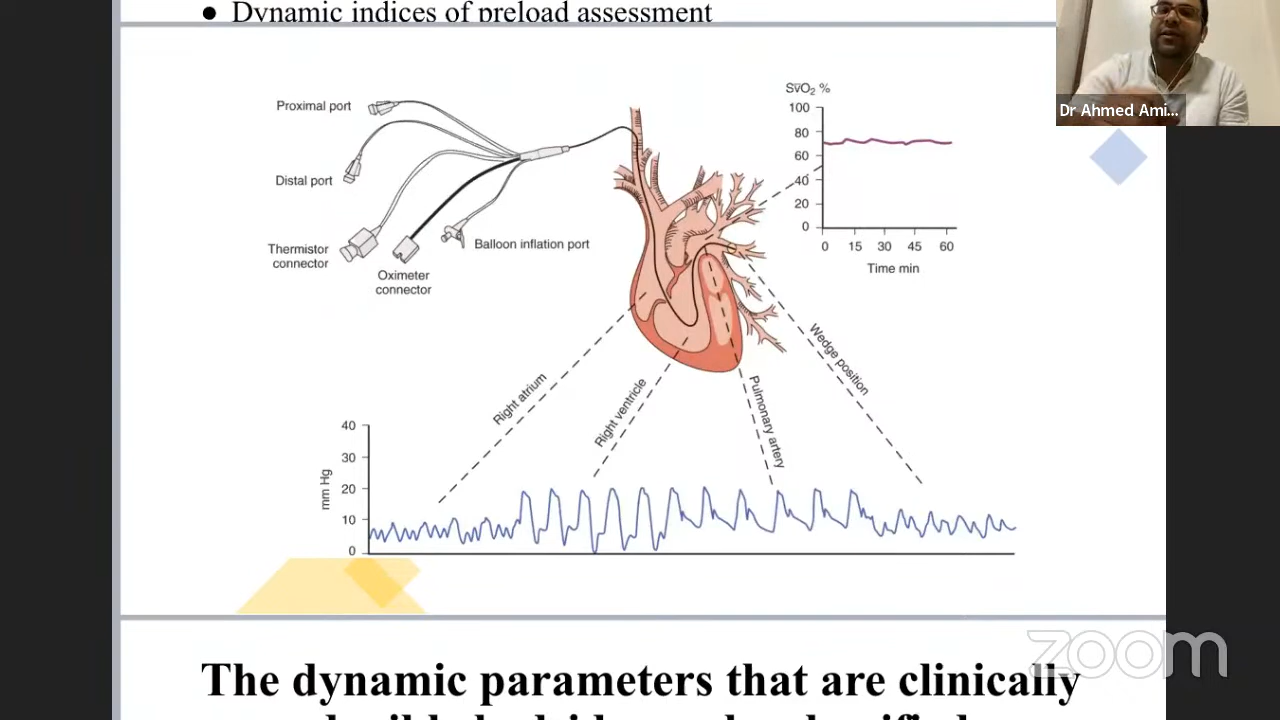 ● Dynamic indices of preload assessment
Dr Ahmed Ami...
Proximal port
Distal port
Thermistor
connector
Oximeter
connector
Balloon inflation port
SV̄O₂ %
100
80
60
40
20
0
0 15 30 45 60
Time min
Right atrium
Right ventricle
Pulmonary artery
Wedge position
mm Hg
40
30
20
10
0
zoom
The dynamic parameters that are clinically